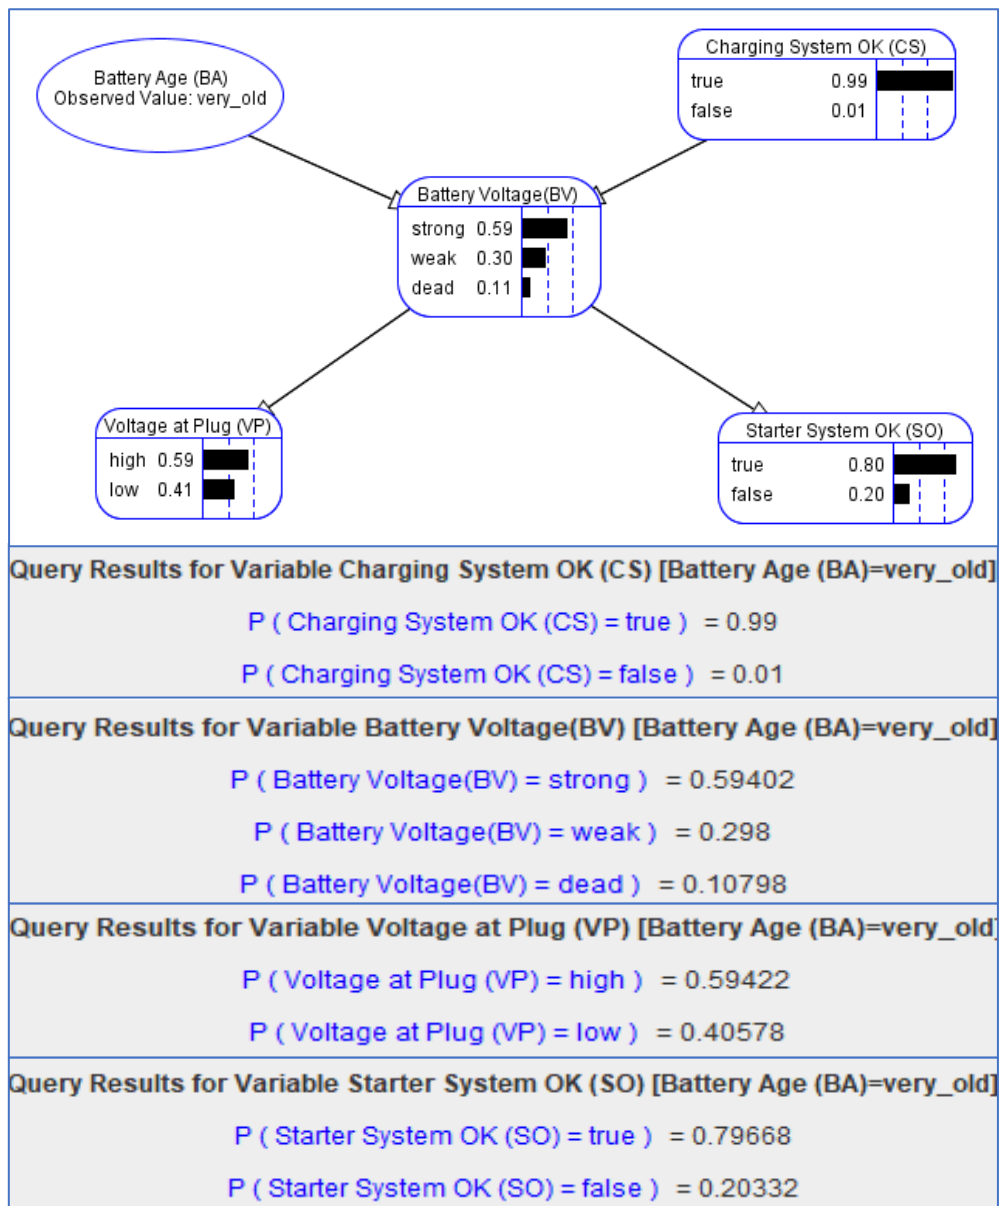 Battery Age (BA)
Observed Value: very_old
Charging System OK (CS)
true 0.99
false 0.01
Battery Voltage(BV)
strong 0.59
weak 0.30
dead 0.11
Voltage at Plug (VP)
high 0.59
low 0.41
Starter System OK (SO)
true 0.80
false 0.20
Query Results for Variable Charging System OK (CS) [Battery Age (BA)=very_old]
P ( Charging System OK (CS) = true ) = 0.99
P ( Charging System OK (CS) = false ) = 0.01
Query Results for Variable Battery Voltage(BV) [Battery Age (BA)=very_old]
P ( Battery Voltage(BV) = strong ) = 0.59402
P ( Battery Voltage(BV) = weak ) = 0.298
P ( Battery Voltage(BV) = dead ) = 0.10798
Query Results for Variable Voltage at Plug (VP) [Battery Age (BA)=very_old]
P ( Voltage at Plug (VP) = high ) = 0.59422
P ( Voltage at Plug (VP) = low ) = 0.40578
Query Results for Variable Starter System OK (SO) [Battery Age (BA)=very_old]
P ( Starter System OK (SO) = true ) = 0.79668
P ( Starter System OK (SO) = false ) = 0.20332